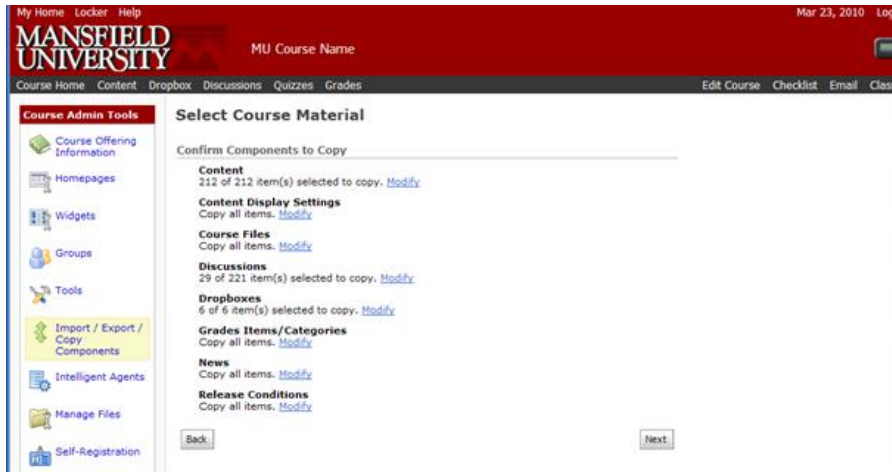 My Home Locker Help
Mar 23, 2010
MANSFIELD
UNIVERSITY
MU Course Name
Course Home Content Dropbox Discussions Quizzes Grades
Edit Course Checklist Email
Course Admin Tools
Course Offering
Information
Homepages
Widgets
Groups
Tools
Import / Export /
Copy
Components
Intelligent Agents
Manage Files
Self-Registration
Select Course Material
Confirm Components to Copy
Content
212 of 212 item(s) selected to copy. Modify
Content Display Settings
Copy all items. Modify
Course Files
Copy all items. Modify
Discussions
29 of 221 item(s) selected to copy. Modify
Dropboxes
6 of 6 item(s) selected to copy. Modify
Grades Items/Categories
Copy all items. Modify
News
Copy all items. Modify
Release Conditions
Copy all items. Modify
Back
Next